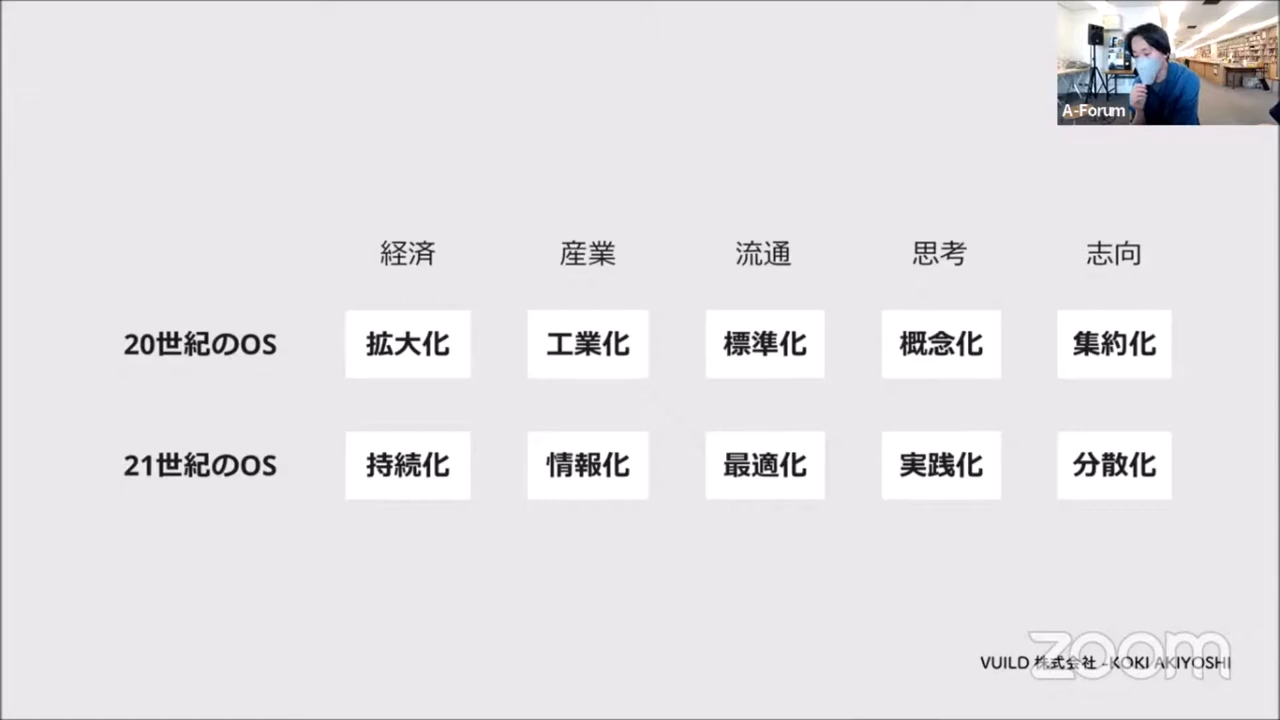 A-Forum
経済 産業 流通 思考 志向
20世紀のOS 拡大化 工業化 標準化 概念化 集約化
21世紀のOS 持続化 情報化 最適化 実践化 分散化
VUILD 株式会社 - KOKI AKIYOSHI
zoom